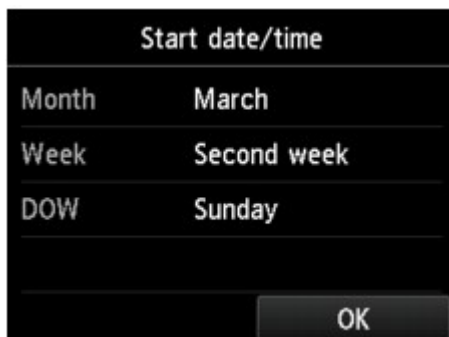 Start date/time
Month March
Week Second week
DOW Sunday
OK